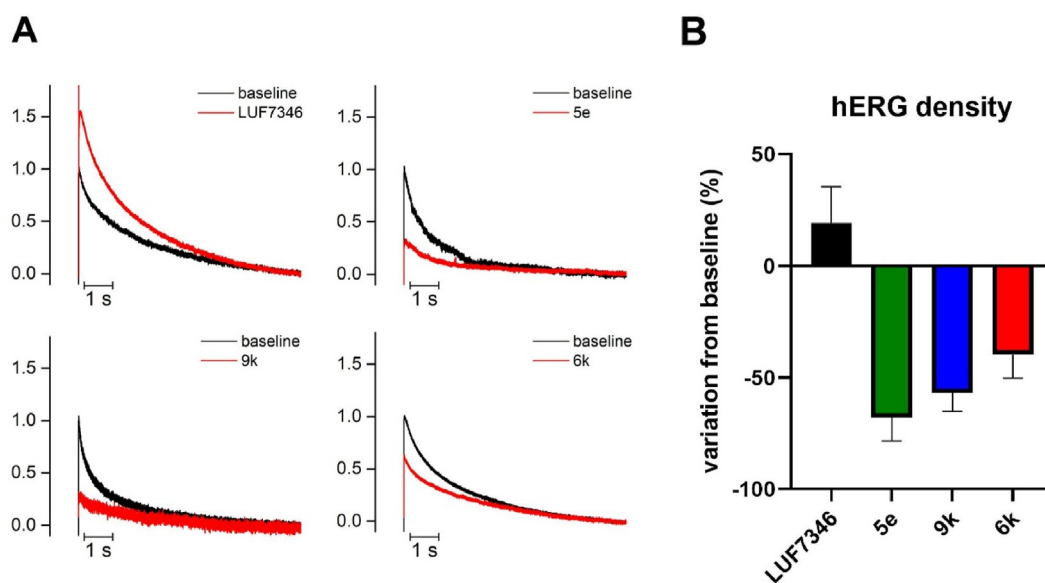 A
baseline
LUF7346
1.5
1.0
0.5
0.0
1 s
baseline
5e
1.5
1.0
0.5
0.0
1 s
baseline
9k
1.5
1.0
0.5
0.0
1 s
baseline
6k
1.5
1.0
0.5
0.0
1 s
B
hERG density
variation from baseline (%)
50
0
-50
-100
LUF7346
5e
9k
6k